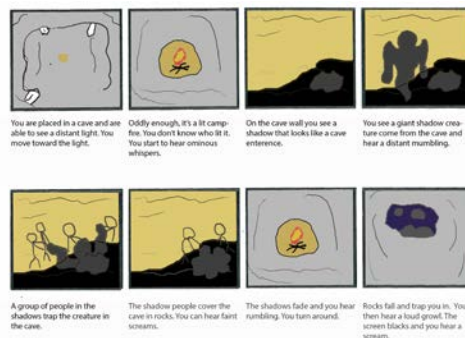 You are placed in a cave and are
able to see a distant light. You
move toward the light.
Oddly enough, it's a lit camp-
fire. You don't know who lit it.
You start to hear ominous
whispers.
On the cave wall you see a
shadow that looks like a cave
enterence.
You see a giant shadow crea-
ture come from the cave and
hear a distant mumbling.
A group of people in the
shadows trap the creature in
the cave.
The shadow people cover the
cave in rocks. You can hear faint
screams.
The shadows fade and you hear
rumbling. You turn around.
Rocks fall and trap you in. You
then hear a loud growl. The
screen blacks and you hear a
scream.